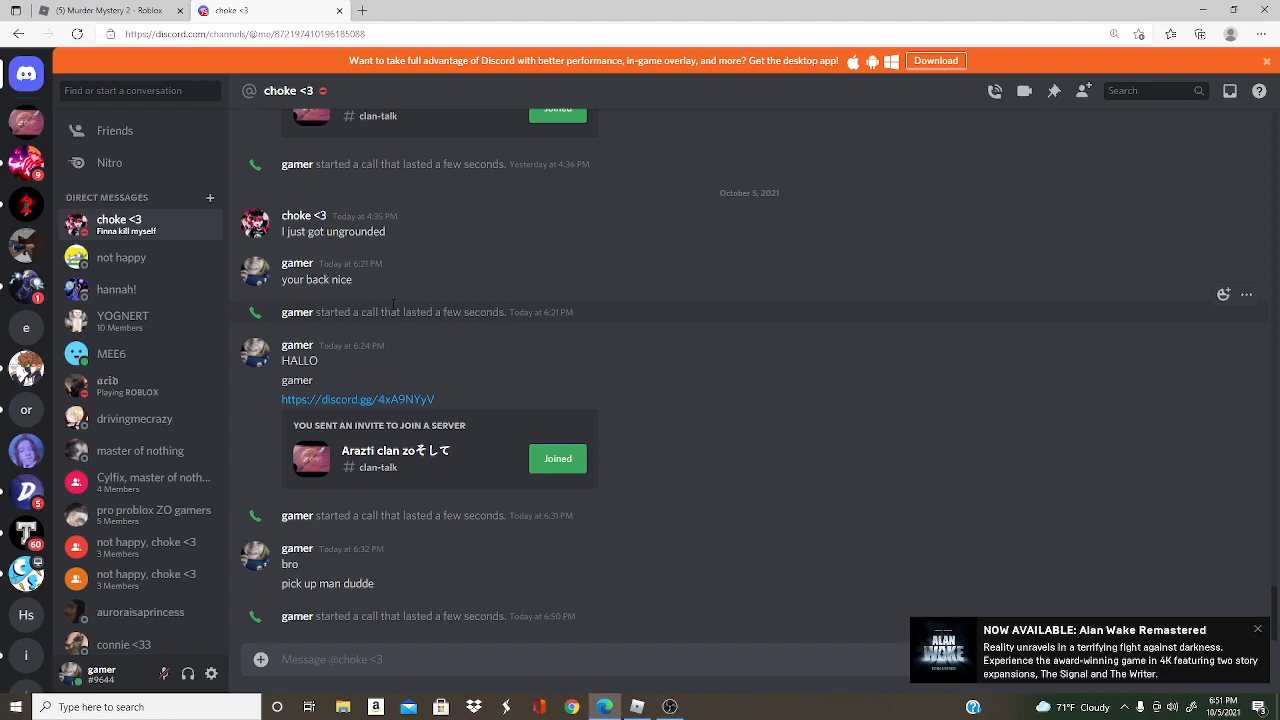 (5) Murder Mystery 2 - Roblox
choke <3
https://discord.com/channels/@me/872197410196185088
Want to take full advantage of Discord with better performance, in-game overlay, and more? Get the desktop app!
Download
Find or start a conversation
choke <3
Search
Friends
Nitro
DIRECT MESSAGES
choke <3
Finna kill myself
not happy
hannah!
YOGNERT
10 Members
MEE6
acid
Playing ROBLOX
drivingmecrazy
master of nothing
Cylfix, master of noth...
4 Members
pro problox ZO gamers
5 Members
not happy, choke <3
3 Members
not happy, choke <3
3 Members
auroraisaprincess
connie <33
gamer
#9644
9
1
e
or
5
60
Hs
i
Joined
# clan-talk
gamer started a call that lasted a few seconds. Yesterday at 4:36 PM
October 5, 2021
choke <3 Today at 4:35 PM
I just got ungrounded
gamer Today at 6:21 PM
your back nice
gamer started a call that lasted a few seconds. Today at 6:21 PM
gamer Today at 6:24 PM
HALLO
gamer
https://discord.gg/4xA9NYyV
YOU SENT AN INVITE TO JOIN A SERVER
Arazti clan zoそして
# clan-talk
Joined
gamer started a call that lasted a few seconds. Today at 6:31 PM
gamer Today at 6:32 PM
bro
pick up man dudde
gamer started a call that lasted a few seconds. Today at 6:50 PM
Message @choke <3
ALAN WAKE
NOW AVAILABLE: Alan Wake Remastered
Reality unravels in a terrifying fight against darkness.
Experience the award-winning game in 4K featuring two story
expansions, The Signal and The Writer.
Type here to search
71°F
6:51 PM
10/5/2021